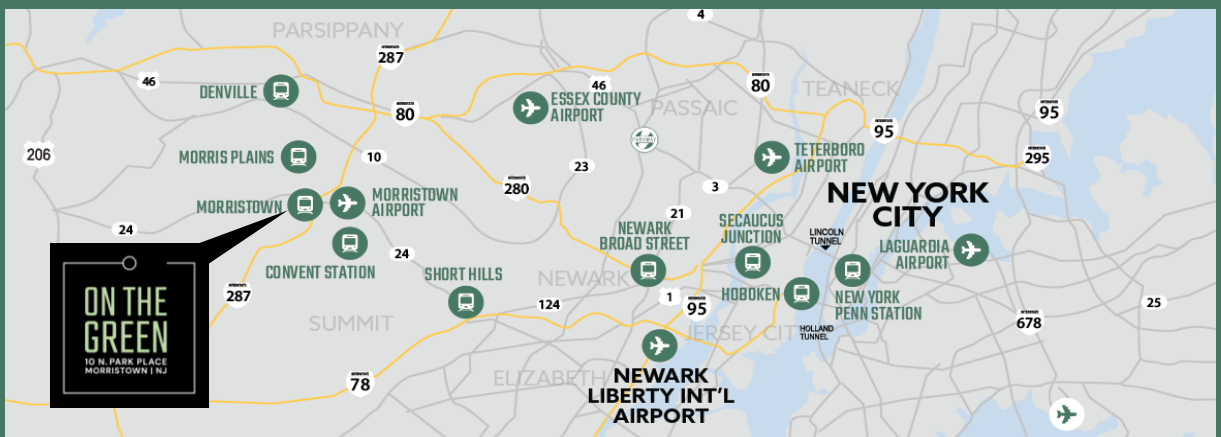 4
PARSIPPANY
287
46
DENVILLE
80
ESSEX COUNTY
AIRPORT
46
PASSAIC
80
TEANECK
95
95
206
MORRIS PLAINS
10
23
TETERBORO
AIRPORT
295
MORRISTOWN
MORRISTOWN
AIRPORT
280
3
21
NEW YORK
CITY
24
CONVENT STATION
24
NEWARK
BROAD STREET
SECAUCUS
JUNCTION
LINCOLN
TUNNEL
LAGUARDIA
AIRPORT
ON THE
GREEN
10 N. PARK PLACE
MORRISTOWN | NJ
287
SHORT HILLS
NEWARK
HOBOKEN
NEW YORK
PENN STATION
SUMMIT
124
1
95
JERSEY CITY
HOLLAND
TUNNEL
678
25
78
ELIZABETH
NEWARK
LIBERTY INT'L
AIRPORT